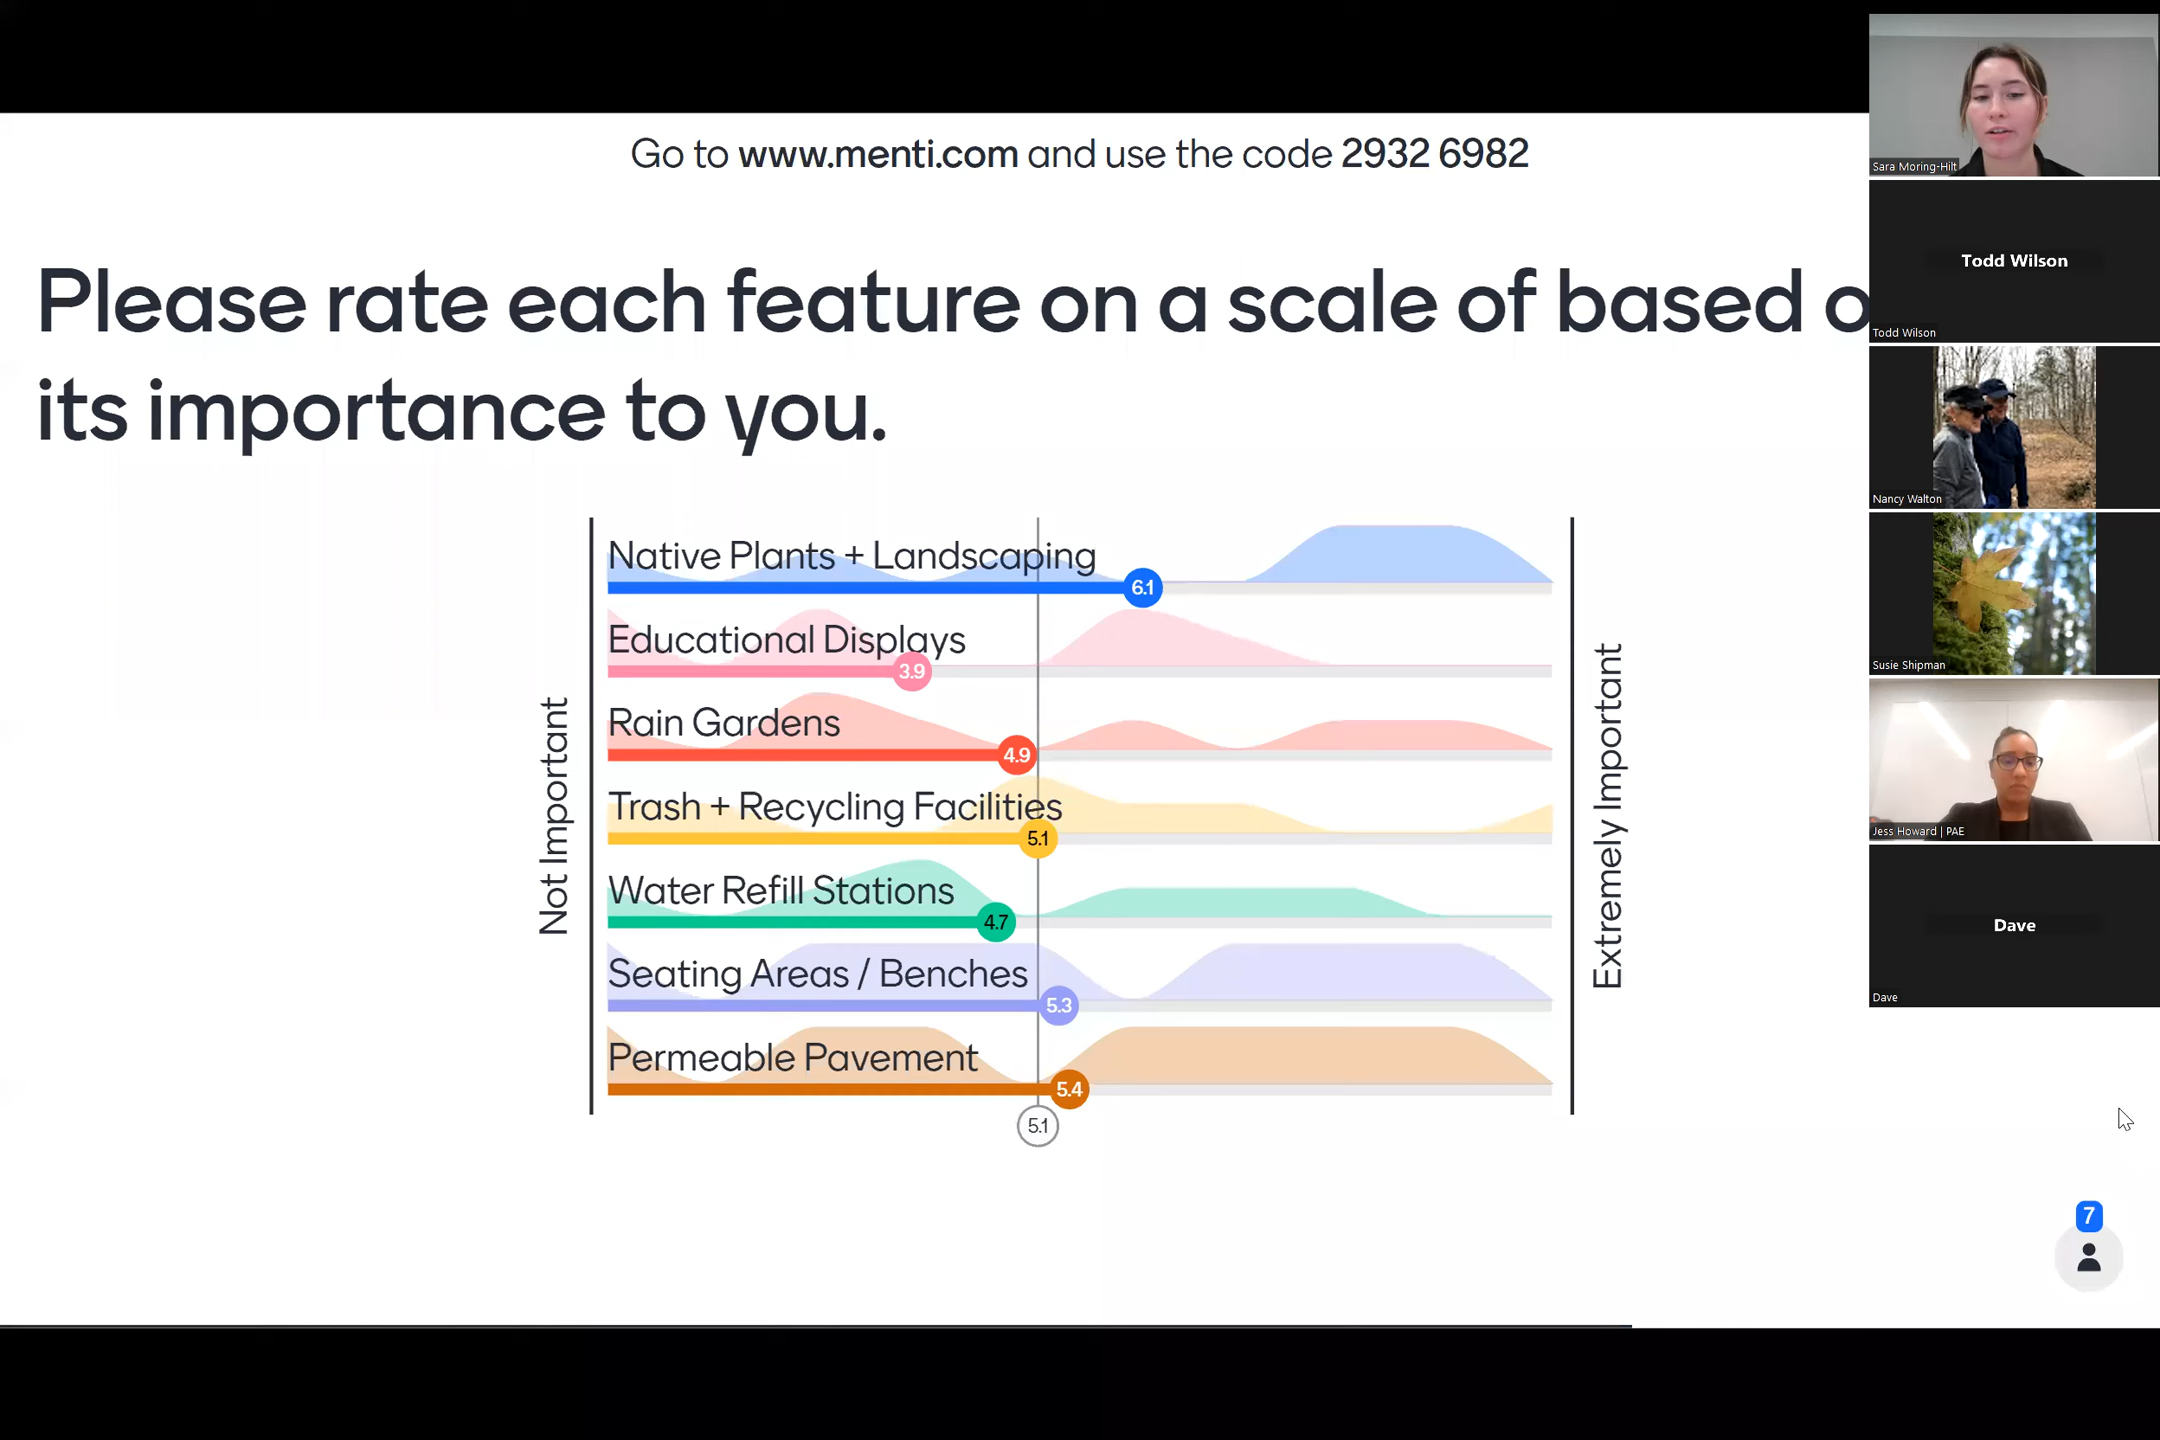 Go to www.menti.com and use the code 2932 6982
Please rate each feature on a scale of based o
its importance to you.
Not Important
Native Plants + Landscaping
6.1
Educational Displays
3.9
Rain Gardens
4.9
Trash + Recycling Facilities
5.1
Water Refill Stations
4.7
Seating Areas / Benches
5.3
Permeable Pavement
5.4
5.1
Extremely Important
7
Sara Moring-Hilt
Todd Wilson
Todd Wilson
Nancy Walton
Susie Shipman
Jess Howard | PAE
Dave
Dave